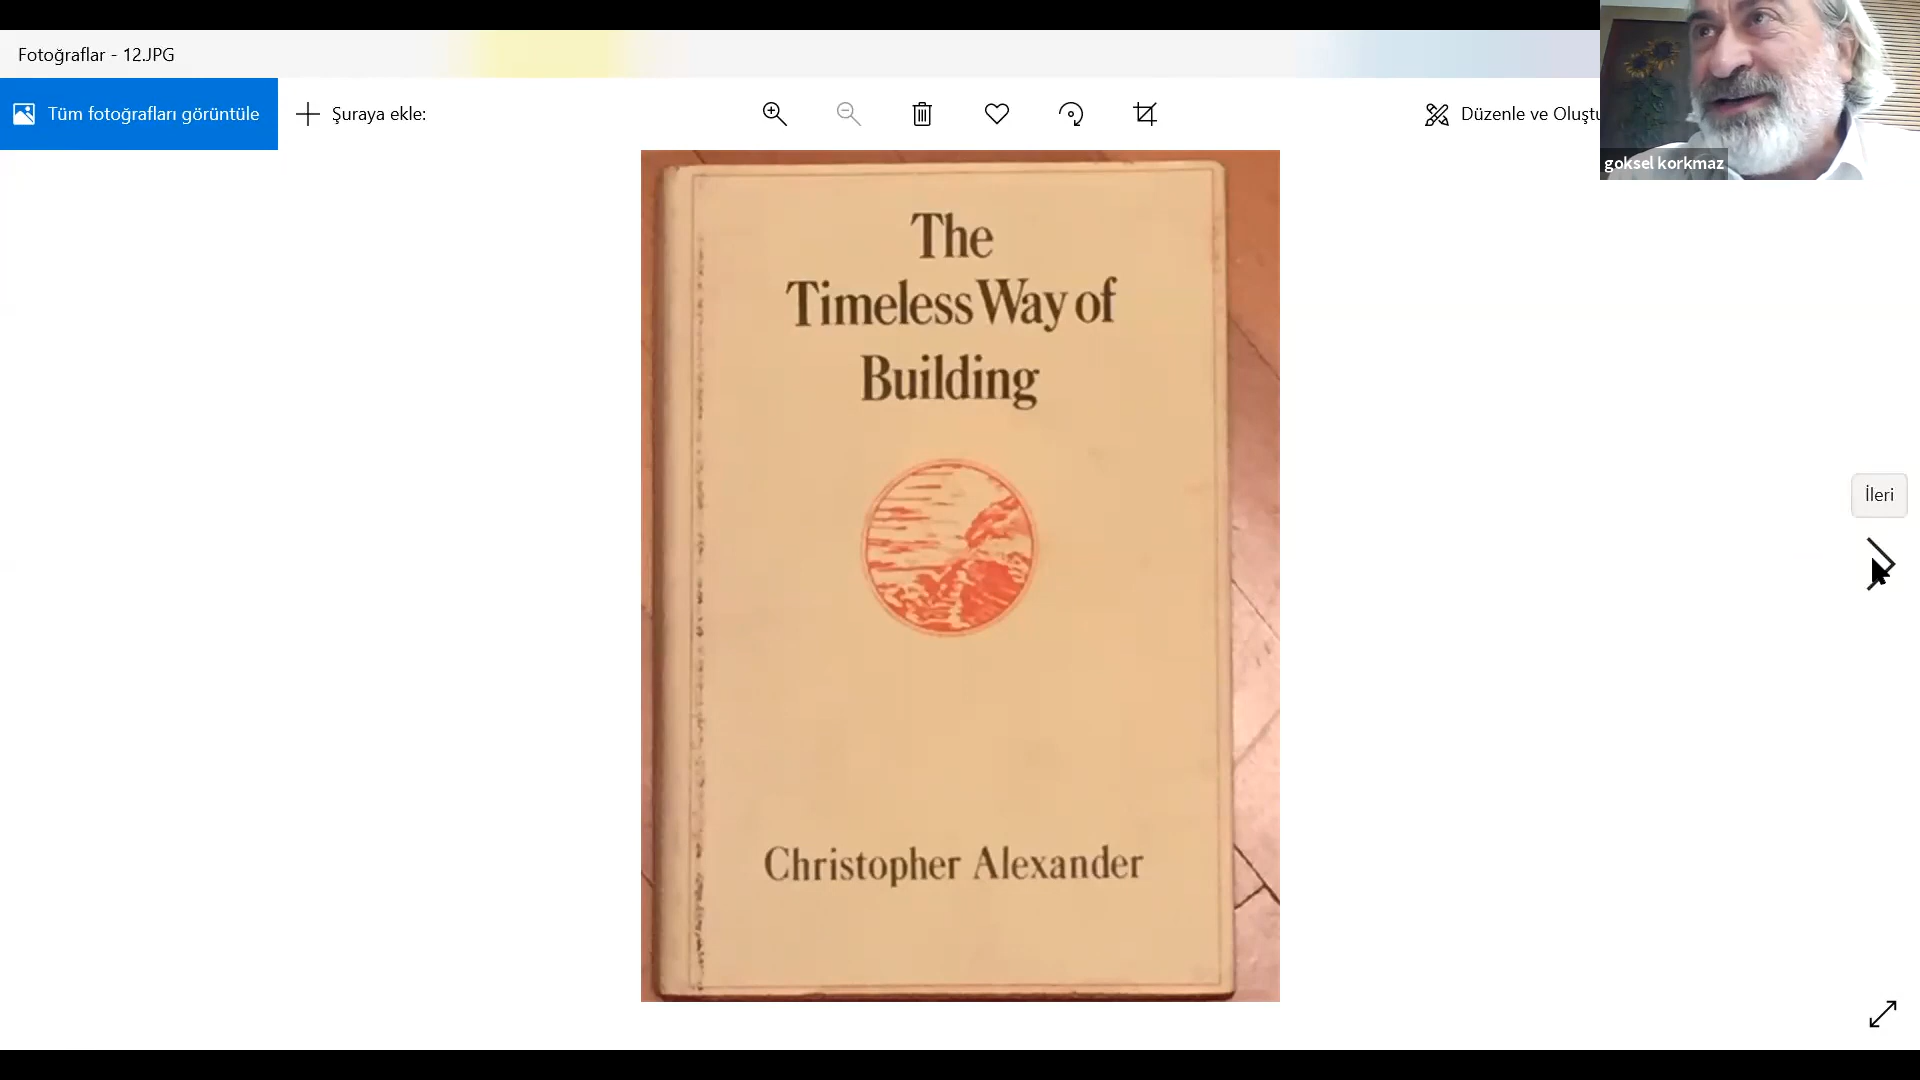 Fotoğraflar - 12.JPG
Tüm fotoğrafları görüntüle
Şuraya ekle:
Düzenle ve Oluştu
goksel korkmaz
The
Timeless Way of
Building
İleri
Christopher Alexander